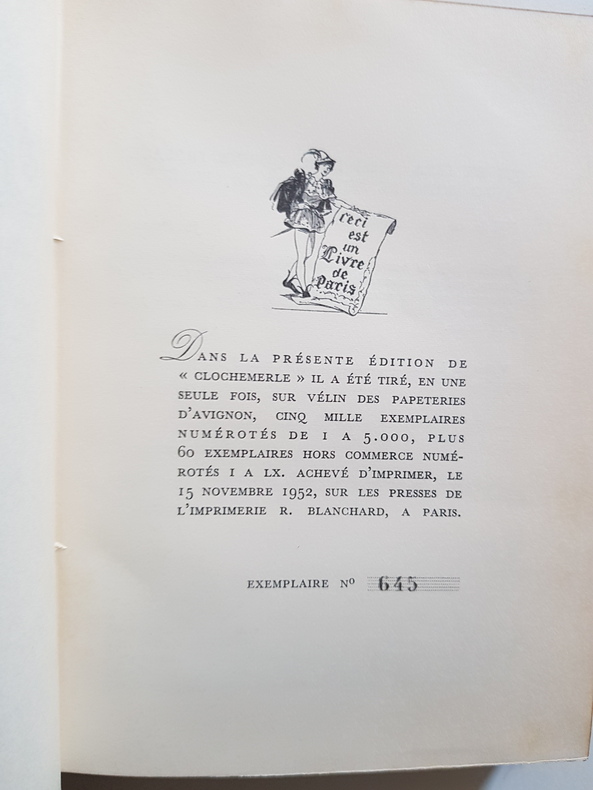 ceci
est
un
Livre
de
Paris
DANS LA PRÉSENTE ÉDITION DE
« CLOCHEMERLE » IL A ÉTÉ TIRÉ, EN UNE
SEULE FOIS, SUR VÉLIN DES PAPETERIES
D'AVIGNON, CINQ MILLE EXEMPLAIRES
NUMÉROTÉS DE 1 A 5.000, PLUS
60 EXEMPLAIRES HORS COMMERCE NUMÉ-
ROTÉS I A LX. ACHEVÉ D'IMPRIMER, LE
15 NOVEMBRE 1952, SUR LES PRESSES DE
L'IMPRIMERIE R. BLANCHARD, A PARIS.
EXEMPLAIRE Nº 645